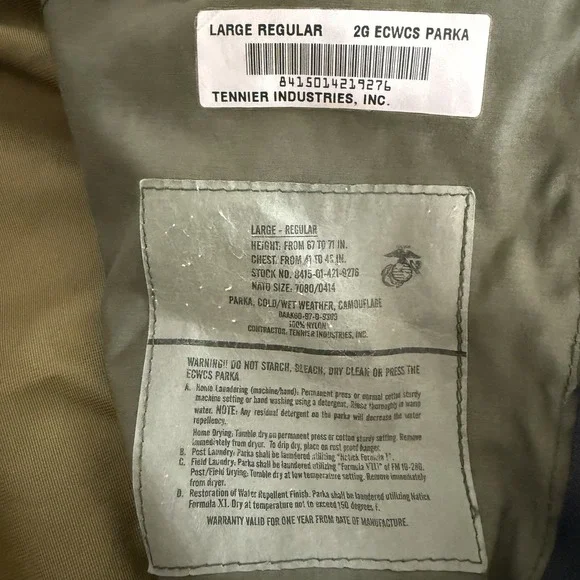 LARGE REGULAR 2G ECWCS PARKA
8415014219276
TENNIER INDUSTRIES, INC.
LARGE - REGULAR
HEIGHT: FROM 67 TO 71 IN.
CHEST: FROM 41 TO 45 IN.
STOCK NO. 8415-01-421-9276
NATO SIZE: 7080/0414
PARKA, COLD/WET WEATHER, CAMOUFLAGE
100% NYLON
CONTRACTOR: TENNIER INDUSTRIES, INC.
WARNING!! DO NOT STARCH, BLEACH, DRY CLEAN OR PRESS THE
ECWCS PARKA
A. Home Laundering (machine/hand): Permanent press or normal cotton sturdy
machine setting or hand washing using a detergent. Rinse thoroughly in warm
water. NOTE: Any residual detergent on the parka will decrease the water
repellency.
Home Drying: Tumble dry on permanent press or cotton sturdy setting. Remove
immediately from dryer. To drip dry, place on rust proof hanger.
B. Post Laundry: Parka shall be laundered utilizing "Natick Formula I".
C. Field Laundry: Parka shall be laundered utilizing "Formula VIII" of FM 10-280.
Post/Field Drying: Tumble dry at low temperature setting. Remove immediately
from dryer.
D. Restoration of Water Repellent Finish: Parka shall be laundered utilizing Natick
Formula XI. Dry at temperature not to exceed 150 degrees F.
WARRANTY VALID FOR ONE YEAR FROM DATE OF MANUFACTURE.